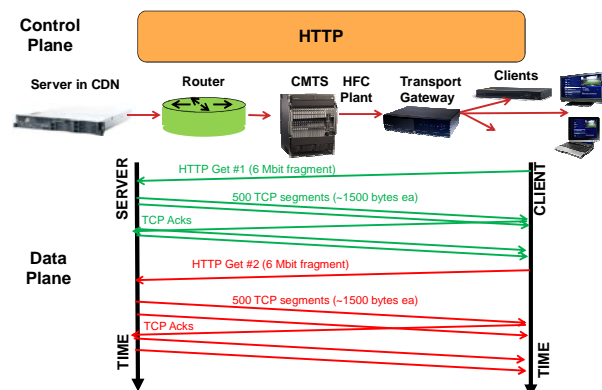 Control
Plane
HTTP
Server in CDN
Router
CMTS
HFC
Plant
Transport
Gateway
Clients
SERVER
CLIENT
HTTP Get #1 (6 Mbit fragment)
500 TCP segments (~1500 bytes ea)
TCP Acks
Data
Plane
HTTP Get #2 (6 Mbit fragment)
500 TCP segments (~1500 bytes ea)
TCP Acks
TIME
TIME